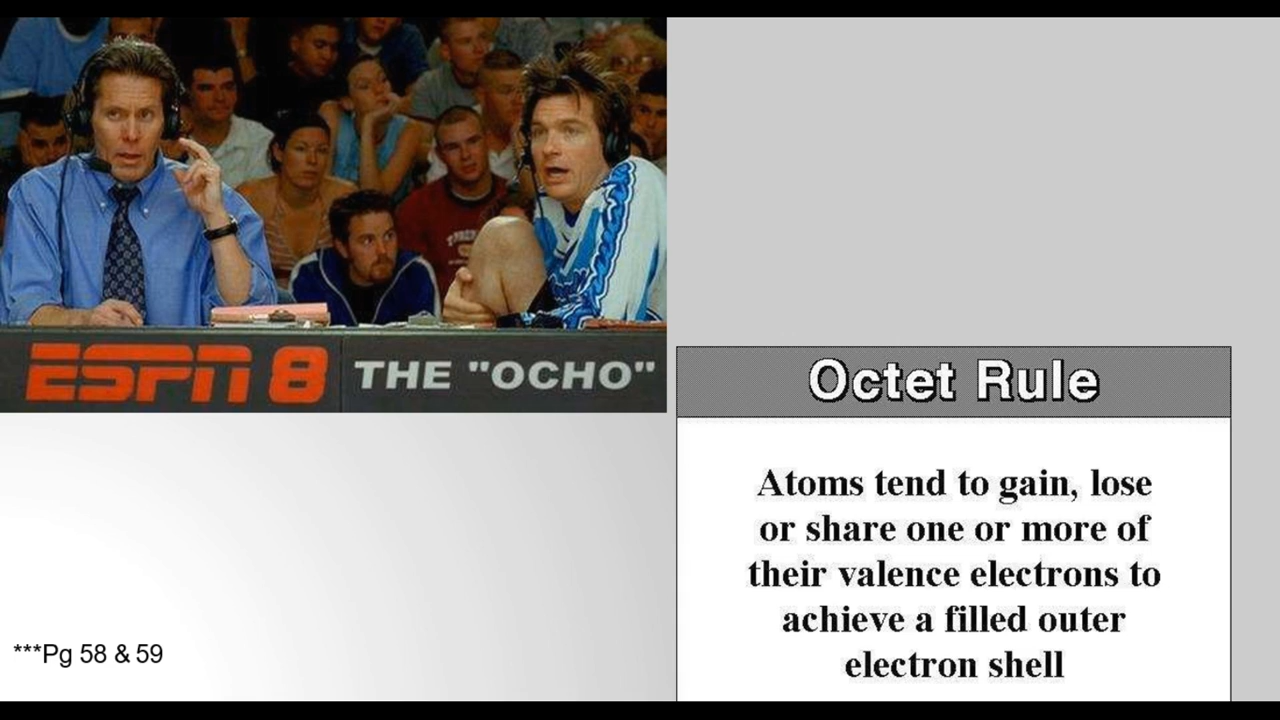 ESPN 8 THE "OCHO"
Octet Rule
Atoms tend to gain, lose
or share one or more of
their valence electrons to
achieve a filled outer
electron shell
***Pg 58 & 59